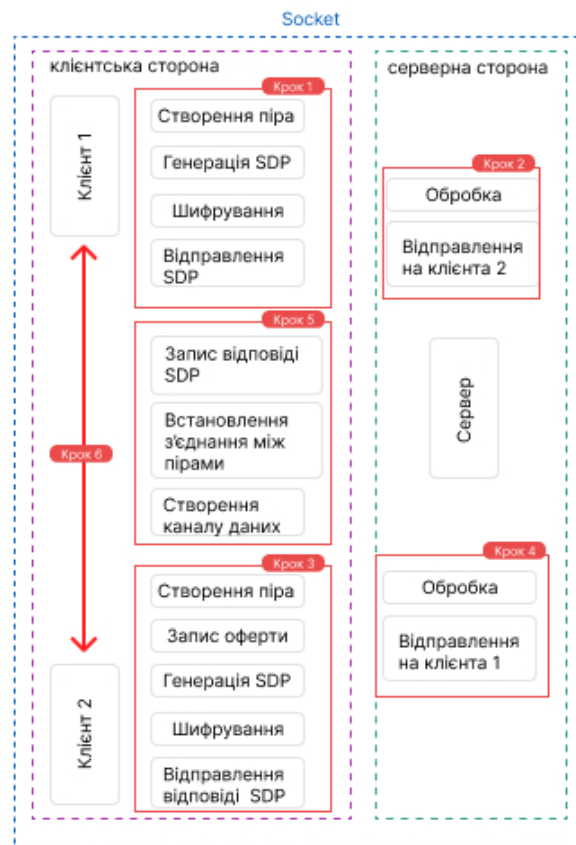 Socket
клієнтська сторона
Клієнт 1
Крок 1
Створення піра
Генерація SDP
Шифрування
Відправлення
SDP
Крок 5
Запис відповіді
SDP
Встановлення
з'єднання між
пірами
Створення
каналу даних
Крок 6
Крок 3
Створення піра
Запис оферти
Генерація SDP
Шифрування
Відправлення
відповіді SDP
Клієнт 2
серверна сторона
Крок 2
Обробка
Відправлення
на клієнта 2
Сервер
Крок 4
Обробка
Відправлення
на клієнта 1